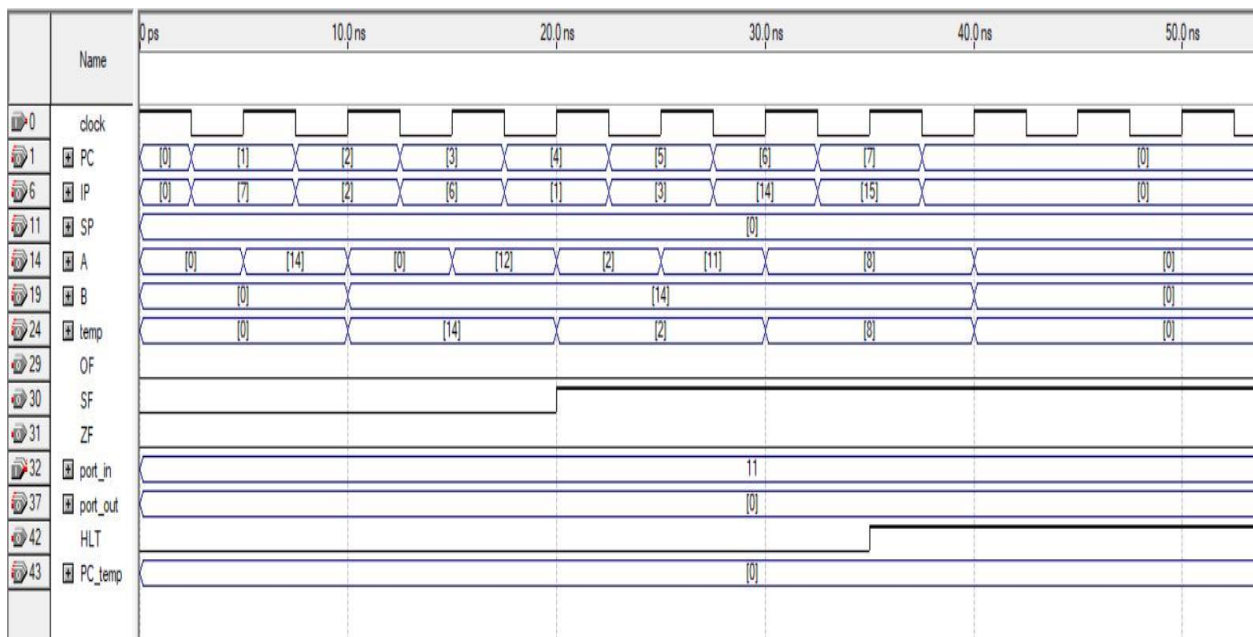 Name
0 ps 10.0 ns 20.0 ns 30.0 ns 40.0 ns 50.0 ns
0 clock
1 PC [0] [1] [2] [3] [4] [5] [6] [7] [0]
6 IP [0] [7] [2] [6] [1] [3] [14] [15] [0]
11 SP [0]
14 A [0] [14] [0] [12] [2] [11] [8] [0]
19 B [0] [14] [0]
24 temp [0] [14] [2] [8] [0]
29 OF
30 SF
31 ZF
32 port_in 11
37 port_out [0]
42 HLT
43 PC_temp [0]